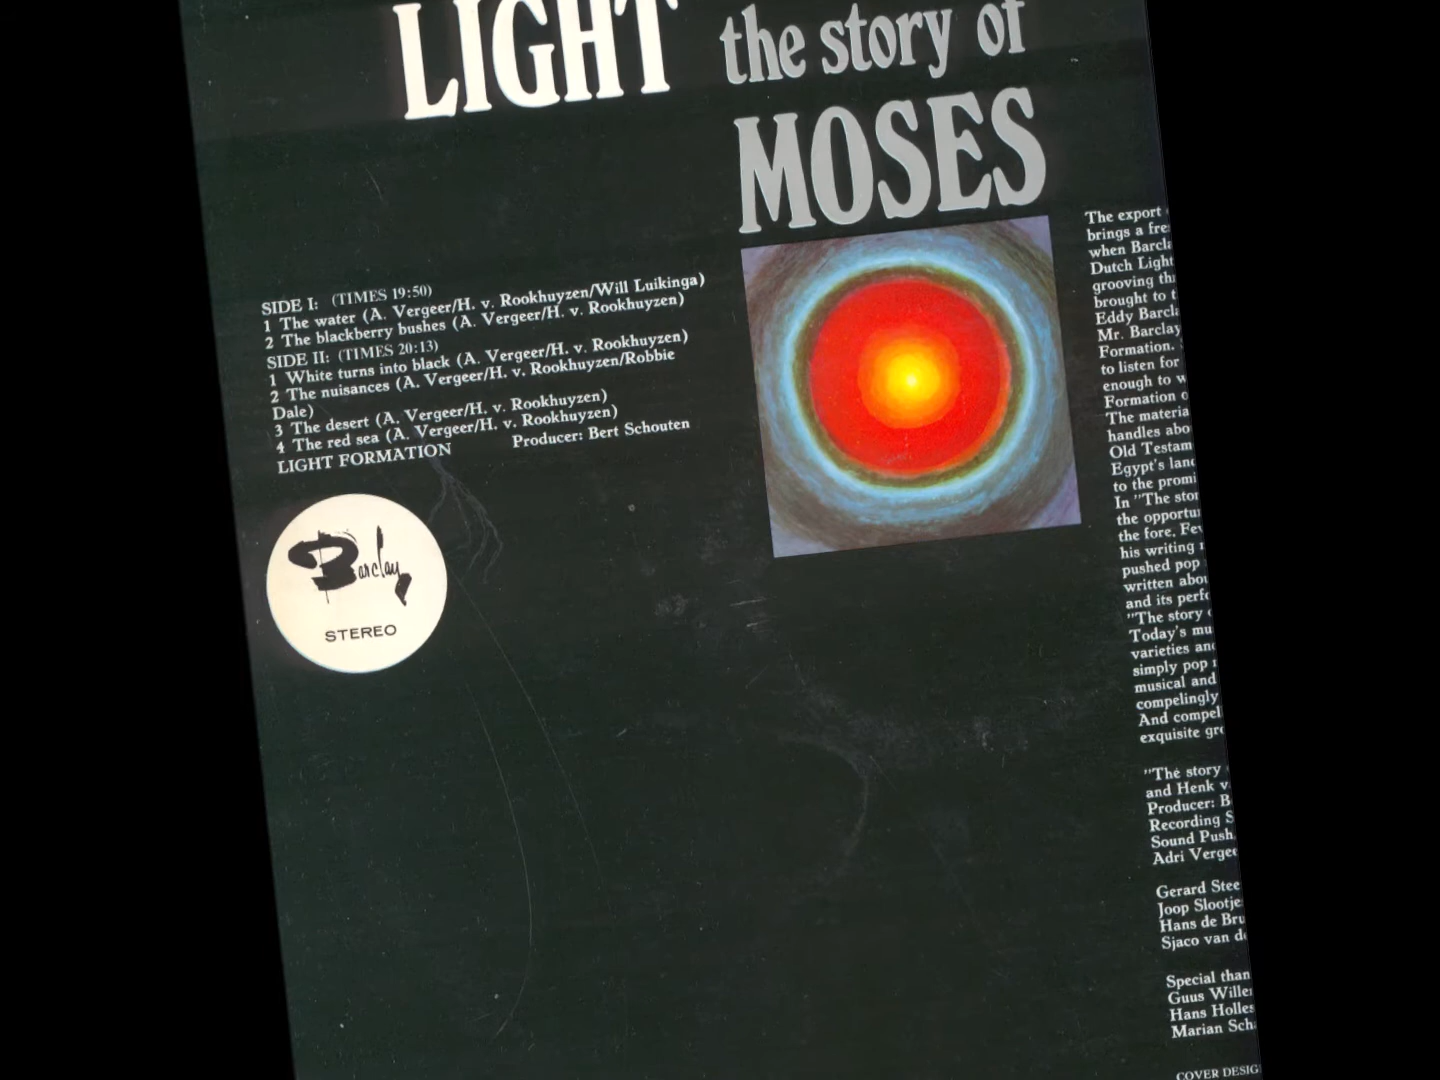 LIGHT
the story of
MOSES
SIDE I: (TIMES 19:50)
1 The water (A. Vergeer/H. v. Rookhuyzen/Will Luikinga)
2 The blackberry bushes (A. Vergeer/H. v. Rookhuyzen)
SIDE II: (TIMES 20:13)
1 White turns into black (A. Vergeer/H. v. Rookhuyzen)
2 The nuisances (A. Vergeer/H. v. Rookhuyzen/Robbie
Dale)
3 The desert (A. Vergeer/H. v. Rookhuyzen)
4 The red sea (A. Vergeer/H. v. Rookhuyzen)
LIGHT FORMATION Producer: Bert Schouten
Barclay
STEREO
The export
brings a
when
Dutch Light
grooving
brought to
Eddy
Mr. Barclay
Formation.
to listen for
enough to
Formation
The
handles
Old
Egypt's
to the
In "The
the
the fore.
his writing
pushed pop
written
and its
"The story
Today's
varieties
simply pop
musical and
compelingly
And
exquisite
"The story
and Henk
Producer:
Recording
Sound Push
Adri
Gerard
Joop
Hans de
Sjaco van
Special
Guus
Hans
Marian
COVER